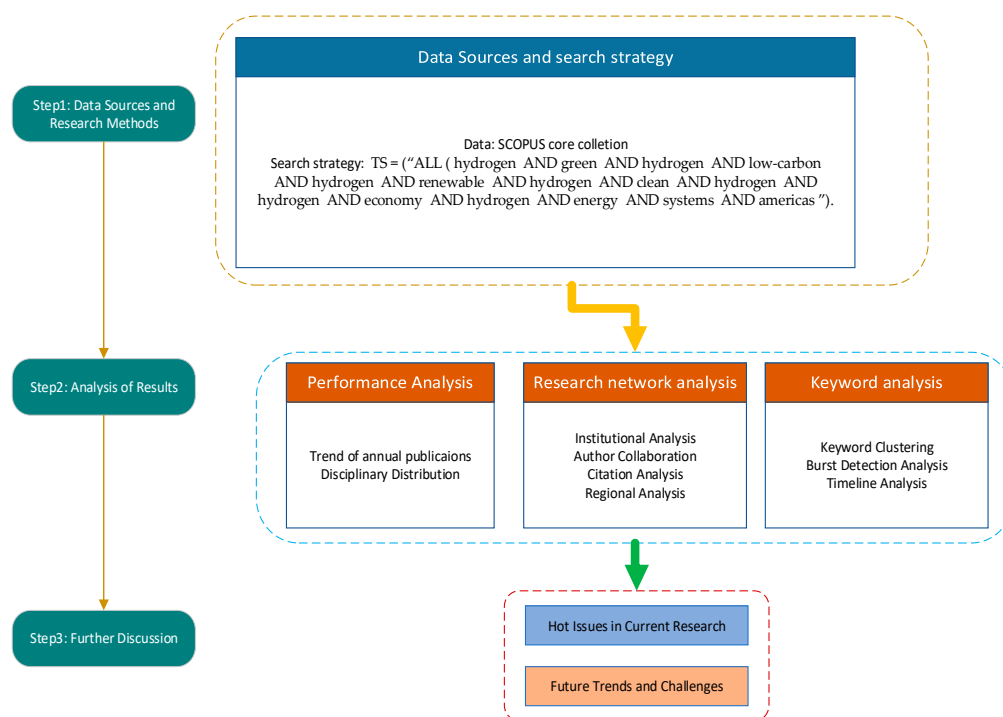 Data Sources and search strategy
Step1: Data Sources and
Research Methods
Data: SCOPUS core colletion
Search strategy: TS = (“ALL ( hydrogen AND green AND hydrogen AND low-carbon
AND hydrogen AND renewable AND hydrogen AND clean AND hydrogen AND
hydrogen AND economy AND hydrogen AND energy AND systems AND americas ”).
Step2: Analysis of Results
Performance Analysis
Trend of annual publicaions
Disciplinary Distribution
Research network analysis
Institutional Analysis
Author Collaboration
Citation Analysis
Regional Analysis
Keyword analysis
Keyword Clustering
Burst Detection Analysis
Timeline Analysis
Step3: Further Discussion
Hot Issues in Current Research
Future Trends and Challenges